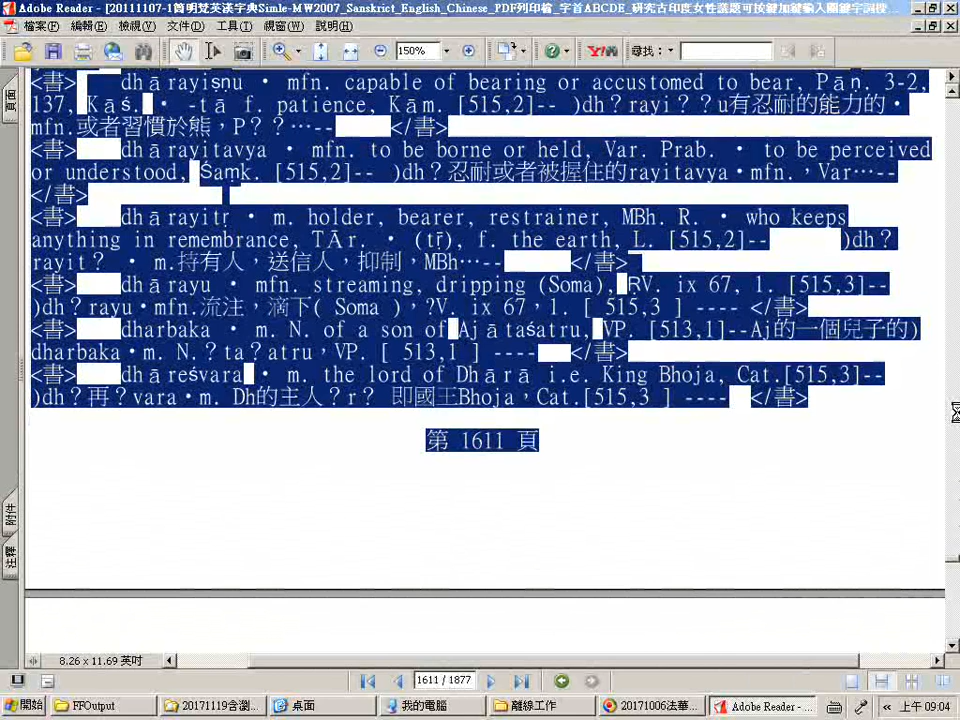 Adobe Reader - [20111107-1簡明梵英漢字典Simle-MW2007_Sanskrict_English_Chinese_PDF列印檔_字首ABCDE_研究古印度女性議題可按鍵加鍵輸入關鍵字詞搜
檔案(F) 編輯(E) 檢視(V) 文件(D) 工具(T) 視窗(W) 說明(H)
150% 尋找：
頁面
<書> dhārayiṣṇu · mfn. capable of bearing or accustomed to bear, Pāṇ. 3-2,
137, Kāś. · -tā f. patience, Kām. [515,2]-- )dh？rayi？？u有忍耐的能力的·
mfn.或者習慣於熊，P？？…-- </書>
<書> dhārayitavya · mfn. to be borne or held, Var. Prab. · to be perceived
or understood, Śaṃk. [515,2]-- )dh？忍耐或者被握住的rayitavya·mfn.，Var…--
</書>
<書> dhārayitṛ · m. holder, bearer, restrainer, MBh. R. · who keeps
anything in remembrance, TĀr. · (tṛī), f. the earth, L. [515,2]-- )dh？
rayit？ · m.持有人，送信人，抑制，MBh…-- </書>
<書> dhārayu · mfn. streaming, dripping (Soma), RV. ix 67, 1. [515,3]--
)dh？rayu·mfn.流注，滴下( Soma )，?V. ix 67，1. [ 515,3 ] ---- </書>
<書> dharbaka · m. N. of a son of Ajātaśatru, VP. [513,1]--Aj的一個兒子的)
dharbaka·m. N.？ta？atru，VP. [ 513,1 ] ---- </書>
<書> dhāreśvara · m. the lord of Dhārā i.e. King Bhoja, Cat.[515,3]--
)dh？再？vara·m. Dh的主人？r？ 即國王Bhoja，Cat.[515,3 ] ---- </書>
第 1611 頁
附件
注釋
8.26 x 11.69 英吋
1611 / 1877
開始 FFOutput 20171119含瀏... 桌面 我的電腦 離線工作 20171006法華... Adobe Reader - ... 上午 09:04